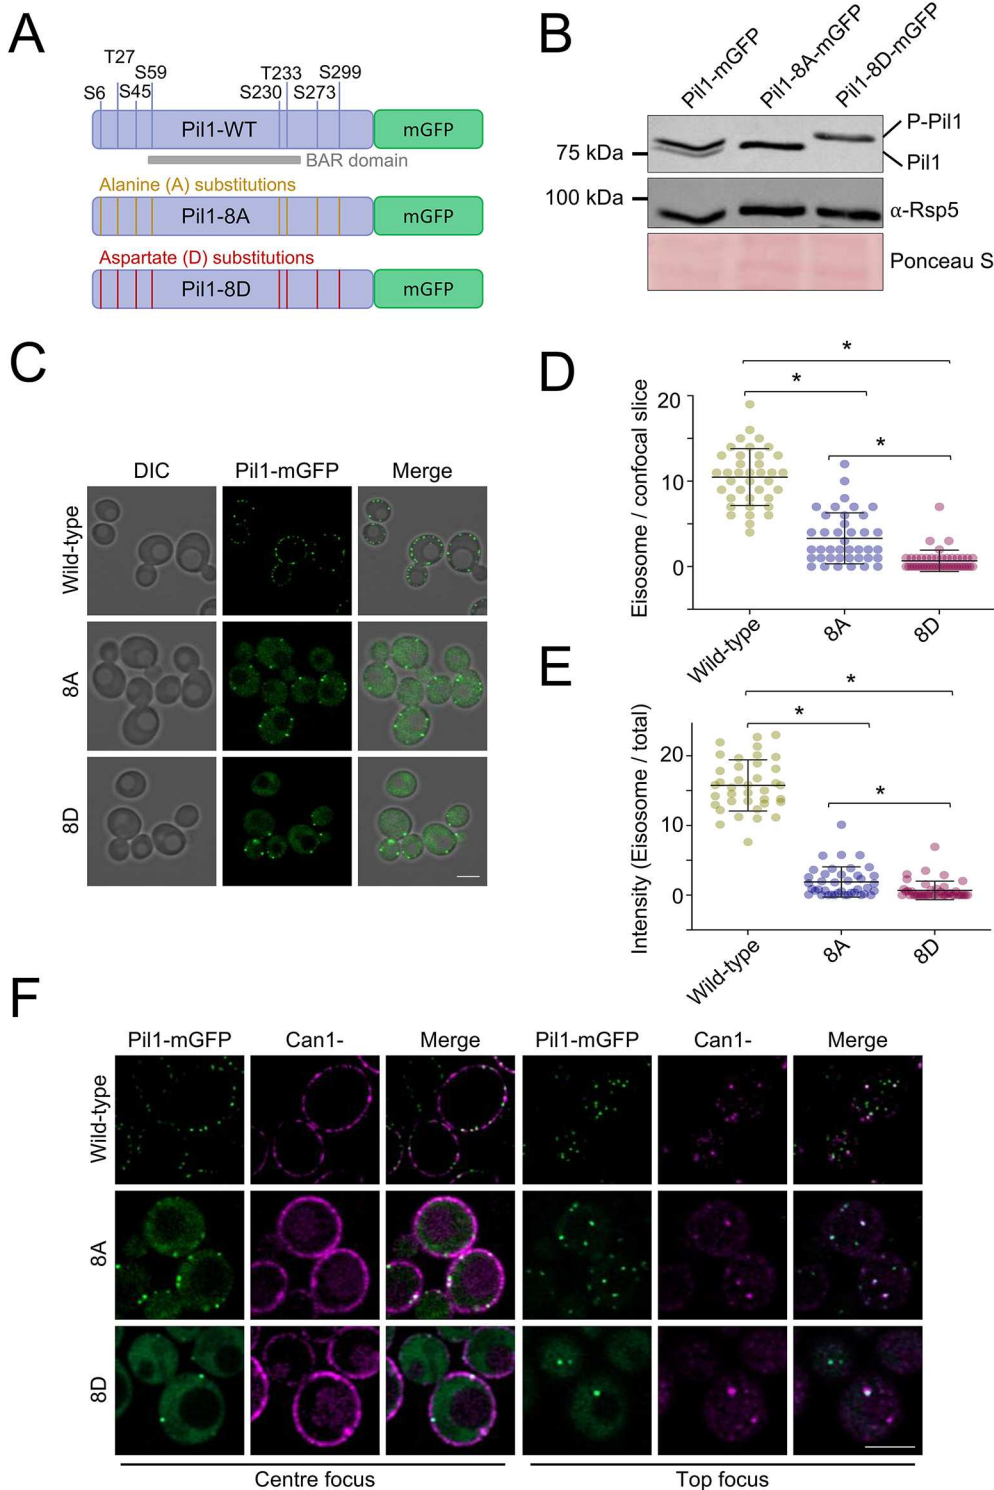 A
T27
S59
T233
S299
S6
S45
S230
S273
Pil1-WT
mGFP
BAR domain
Alanine (A) substitutions
Pil1-8A
mGFP
Aspartate (D) substitutions
Pil1-8D
mGFP
B
Pil1-mGFP
Pil1-8A-mGFP
Pil1-8D-mGFP
75 kDa
P-Pil1
Pil1
100 kDa
α-Rsp5
Ponceau S
C
DIC
Pil1-mGFP
Merge
Wild-type
8A
8D
D
Eisosome / confocal slice
20
10
0
*
*
*
Wild-type
8A
8D
E
Intensity (Eisosome / total)
20
10
0
*
*
*
Wild-type
8A
8D
F
Pil1-mGFP
Can1-
Merge
Pil1-mGFP
Can1-
Merge
Wild-type
8A
8D
Centre focus
Top focus